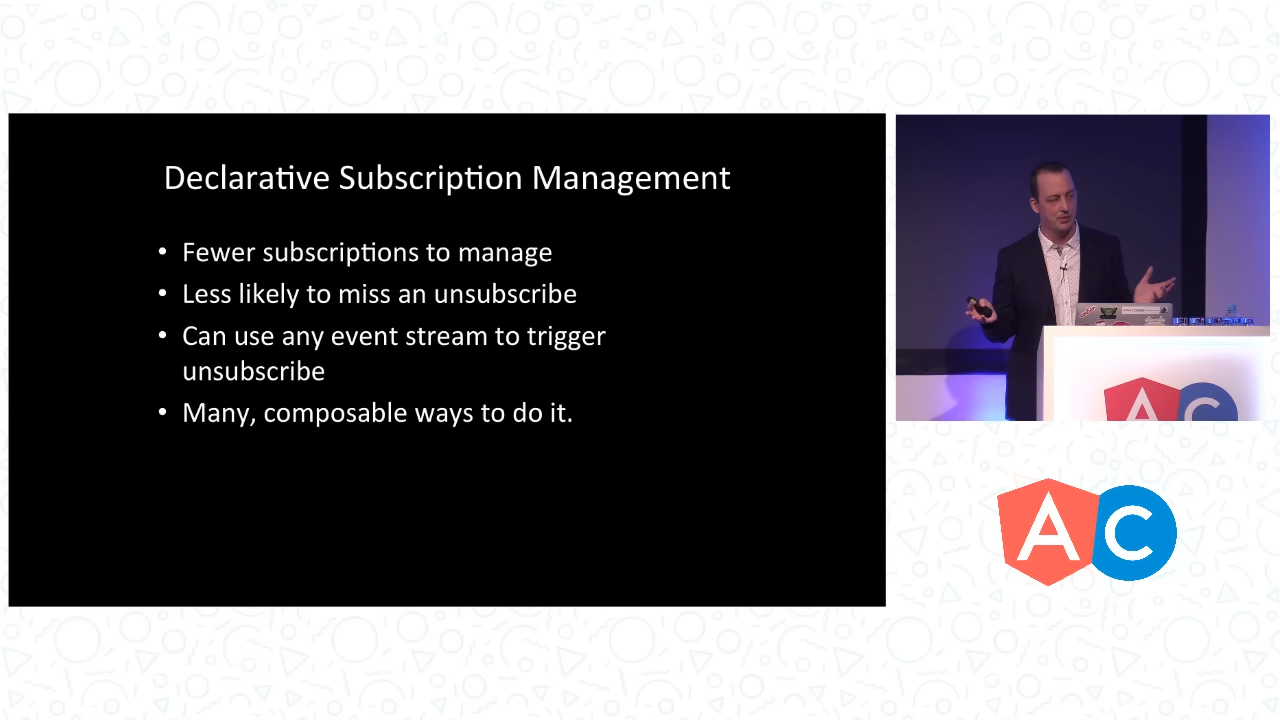 Declarative Subscription Management
• Fewer subscriptions to manage
• Less likely to miss an unsubscribe
• Can use any event stream to trigger
unsubscribe
• Many, composable ways to do it.
AC
AC